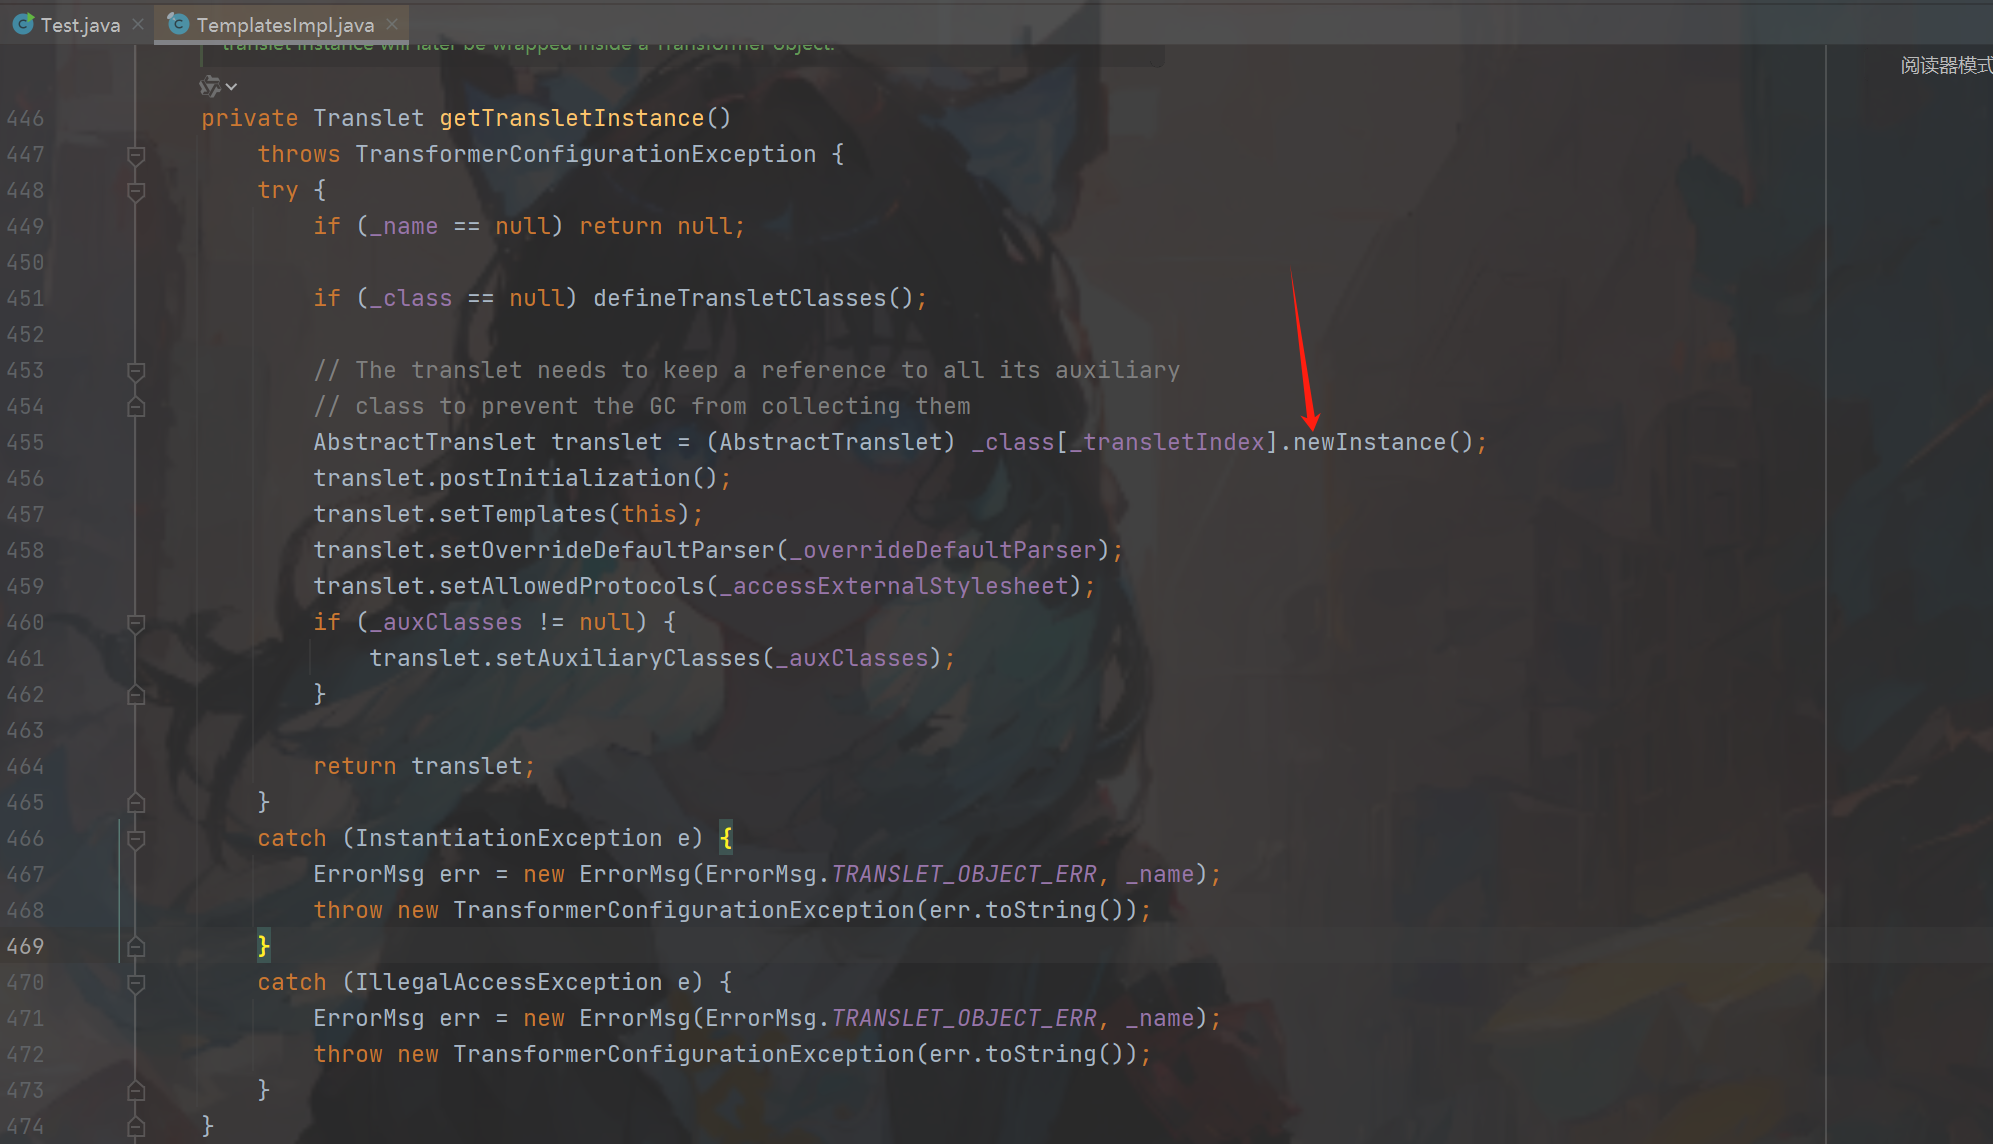 Test.java TemplatesImpl.java
translet instance will later be wrapped inside a Transformer object.
阅读器模式
446 private Translet getTransletInstance()
447 throws TransformerConfigurationException {
448 try {
449 if (_name == null) return null;
450
451 if (_class == null) defineTransletClasses();
452
453 // The translet needs to keep a reference to all its auxiliary
454 // class to prevent the GC from collecting them
455 AbstractTranslet translet = (AbstractTranslet) _class[_transletIndex].newInstance();
456 translet.postInitialization();
457 translet.setTemplates(this);
458 translet.setOverrideDefaultParser(_overrideDefaultParser);
459 translet.setAllowedProtocols(_accessExternalStylesheet);
460 if (_auxClasses != null) {
461 translet.setAuxiliaryClasses(_auxClasses);
462 }
463
464 return translet;
465 }
466 catch (InstantiationException e) {
467 ErrorMsg err = new ErrorMsg(ErrorMsg.TRANSLET_OBJECT_ERR, _name);
468 throw new TransformerConfigurationException(err.toString());
469 }
470 catch (IllegalAccessException e) {
471 ErrorMsg err = new ErrorMsg(ErrorMsg.TRANSLET_OBJECT_ERR, _name);
472 throw new TransformerConfigurationException(err.toString());
473 }
474 }